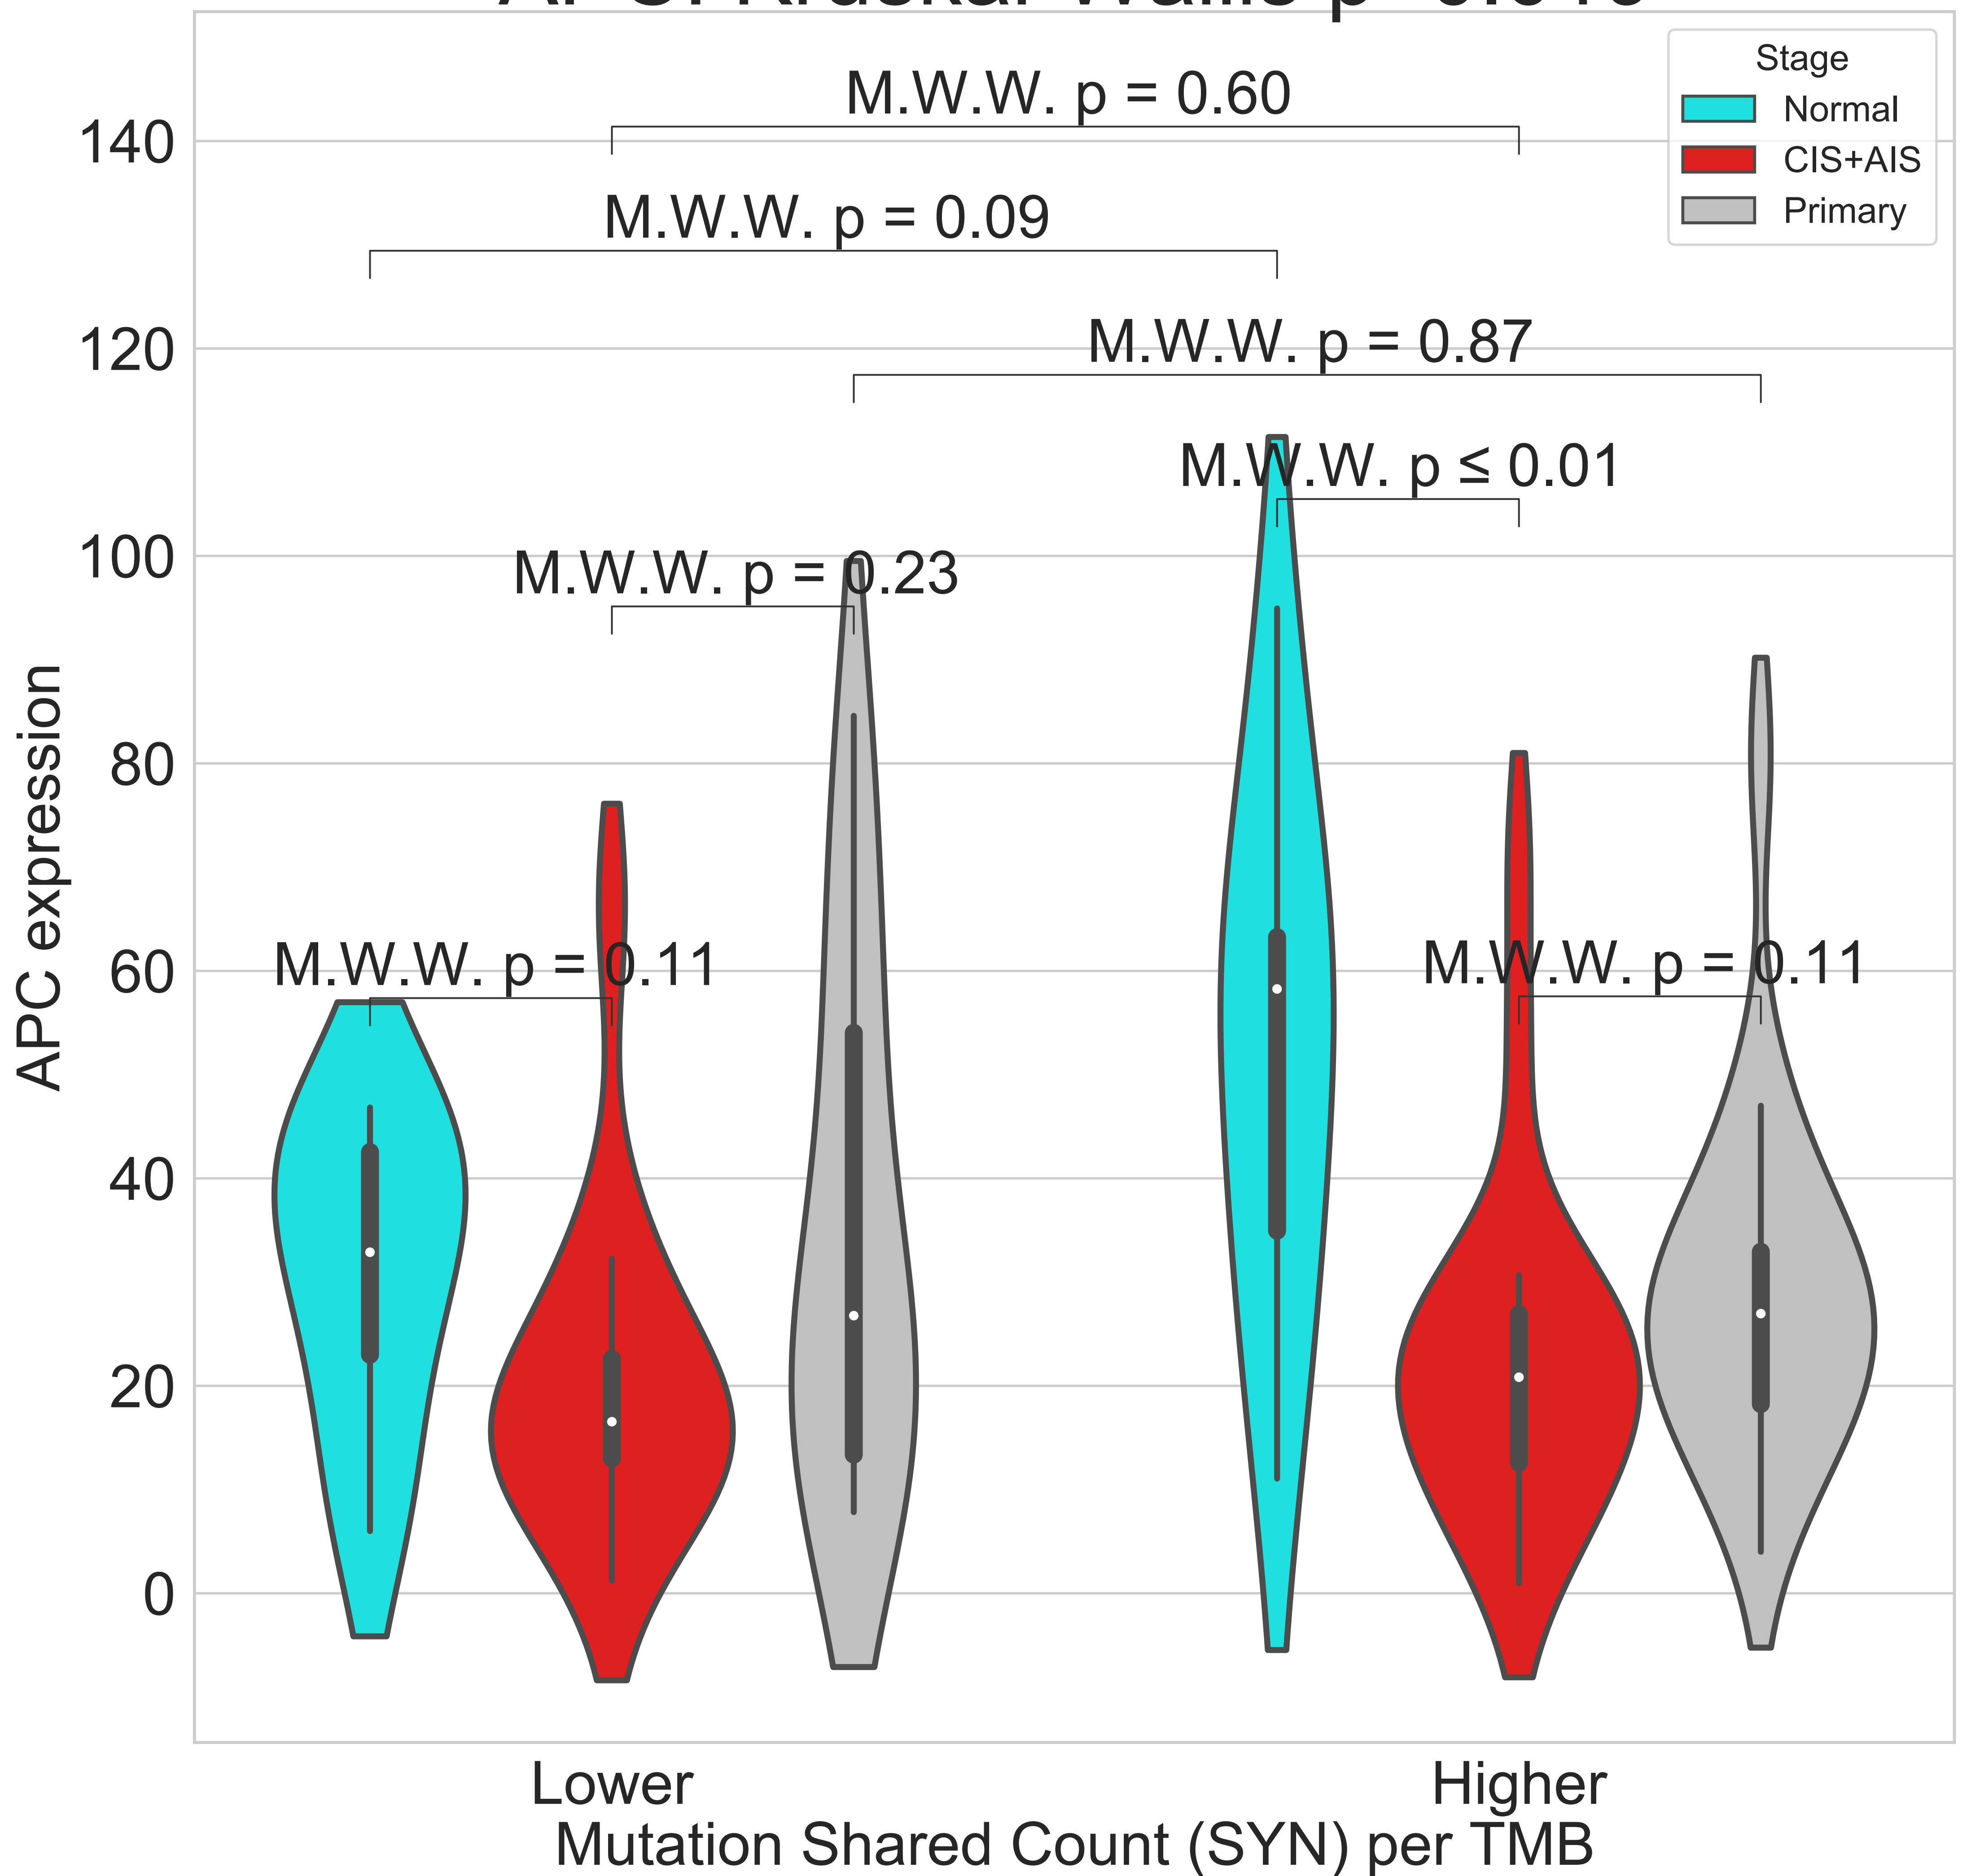 Stage
Normal
CIS+AIS
Primary
M.W.W. p = 0.60
M.W.W. p = 0.09
M.W.W. p = 0.87
M.W.W. p ≤ 0.01
M.W.W. p = 0.23
M.W.W. p = 0.11
M.W.W. p = 0.11
140
120
100
80
60
40
20
0
APC expression
Lower
Higher
Mutation Shared Count (SYN) per TMB